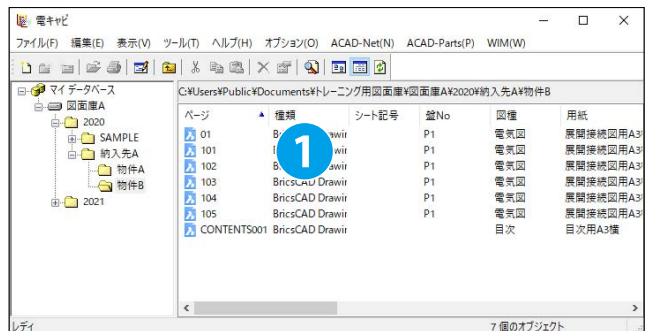 電キャビ
ファイル(F) 編集(E) 表示(V) ツール(T) ヘルプ(H) オプション(O) ACAD-Net(N) ACAD-Parts(P) WIM(W)
マイ データベース
図面庫A
2020
SAMPLE
納入先A
物件A
物件B
2021
C:¥Users¥Public¥Documents¥トレーニング用図面庫¥図面庫A¥2020¥納入先A¥物件B
ページ 種類 シート記号 盤No 図種 用紙
01 P1 電気図 展開接続図用A3
101 P1 電気図 展開接続図用A3
102 P1 電気図 展開接続図用A3
103 BricsCAD Drawin P1 電気図 展開接続図用A3
104 BricsCAD Drawin P1 電気図 展開接続図用A3
105 BricsCAD Drawin P1 電気図 展開接続図用A3
CONTENTS001 BricsCAD Drawin 目次 目次用A3横
1
レディ 7 個のオブジェクト